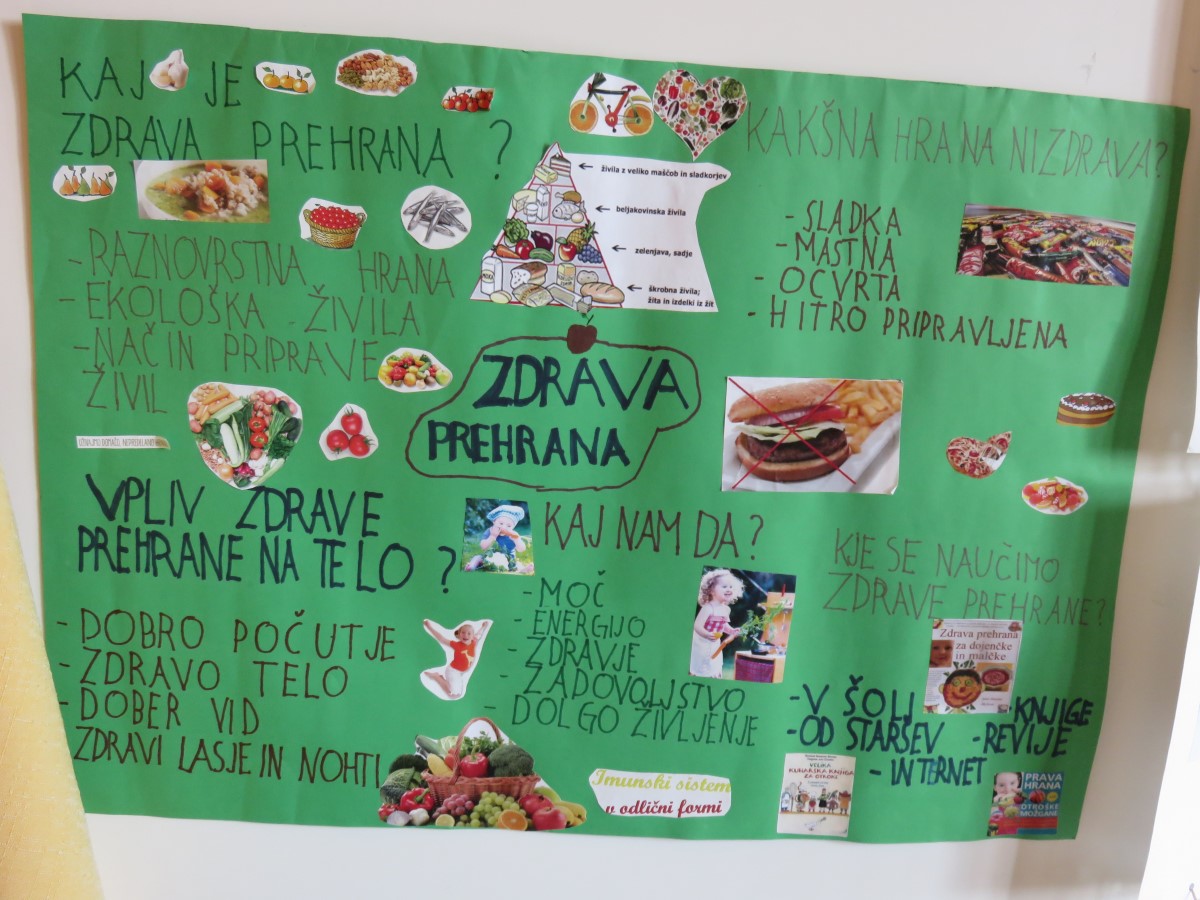 KAJ JE
ZDRAVA PREHRANA ?
- RAZNOVRSTNA HRANA
- EKOLOŠKA ŽIVILA
- NAČIN PRIPRAVE
ŽIVIL
živila z veliko maščob in sladkorjev
beljakovinska živila
zelenjava, sadje
škrobna živila;
žita in izdelki iz žit
KAKŠNA HRANA NI ZDRAVA?
- SLADKA
- MASTNA
- OCVRTA
- HITRO PRIPRAVLJENA
ZDRAVA
PREHRANA
VPLIV ZDRAVE
PREHRANE NA TELO ?
- DOBRO POČUTJE
- ZDRAVO TELO
- DOBER VID
ZDRAVI LASJE IN NOHTI
KAJ NAM DA?
- MOČ
- ENERGIJO
- ZDRAVJE
- ZADOVOLJSTVO
- DOLGO ŽIVLJENJE
Imunski sistem
v odlični formi
KJE SE NAUČIMO
ZDRAVE PREHRANE?
Zdrava prehrana
za dojenčke
in malčke
- V ŠOLI
- OD STARŠEV
- KNJIGE
- REVIJE
- INTERNET
VELIKA
KUHARSKA KNJIGA
ZA OTROKE
PRAVA
HRANA
ZA
OTROŠKE
MOŽGANE